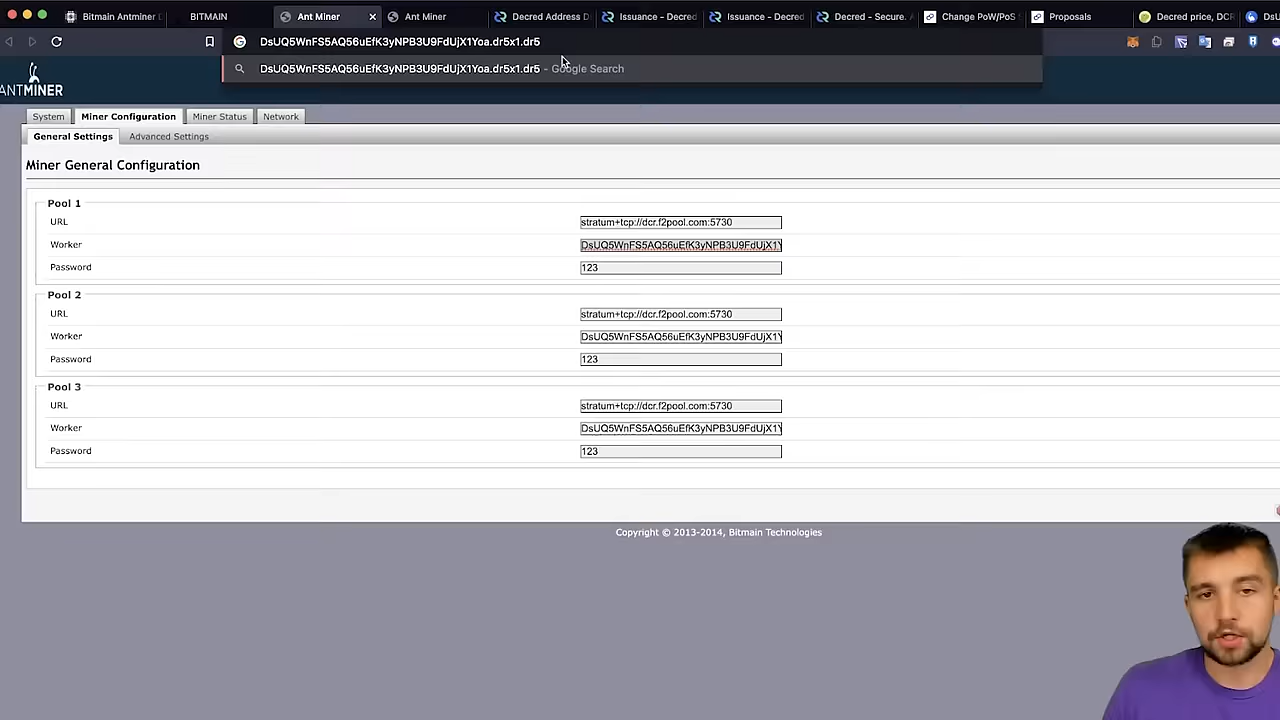 Bitmain Antminer D
BITMAIN
Ant Miner
Ant Miner
Decred Address D
Issuance - Decred
Issuance - Decred
Decred - Secure. A
Change PoW/PoS
Proposals
Decred price, DCR
DsU
DsUQ5WnFS5AQ56uEfK3yNPB3U9FdUjX1Yoa.dr5x1.dr5
DsUQ5WnFS5AQ56uEfK3yNPB3U9FdUjX1Yoa.dr5x1.dr5 - Google Search
ANTMINER
System
Miner Configuration
Miner Status
Network
General Settings
Advanced Settings
Miner General Configuration
Pool 1
URL stratum+tcp://dcr.f2pool.com:5730
Worker DsUQ5WnFS5AQ56uEfK3yNPB3U9FdUjX1Y
Password 123
Pool 2
URL stratum+tcp://dcr.f2pool.com:5730
Worker DsUQ5WnFS5AQ56uEfK3yNPB3U9FdUjX1Y
Password 123
Pool 3
URL stratum+tcp://dcr.f2pool.com:5730
Worker DsUQ5WnFS5AQ56uEfK3yNPB3U9FdUjX1Y
Password 123
Copyright © 2013-2014, Bitmain Technologies